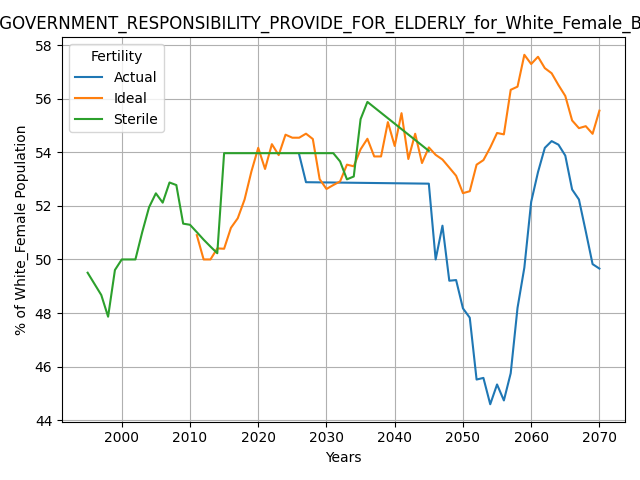 GOVERNMENT_RESPONSIBILITY_PROVIDE_FOR_ELDERLY_for_White_Female_B
Fertility
Actual
Ideal
Sterile
% of White_Female Population
58
56
54
52
50
48
46
44
2000 2010 2020 2030 2040 2050 2060 2070
Years